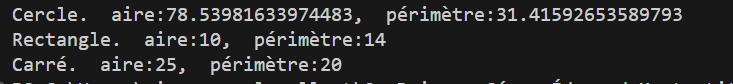 Cercle.  aire:78.53981633974483,  périmètre:31.41592653589793
Rectangle.  aire:10,  périmètre:14
Carré.  aire:25,  périmètre:20